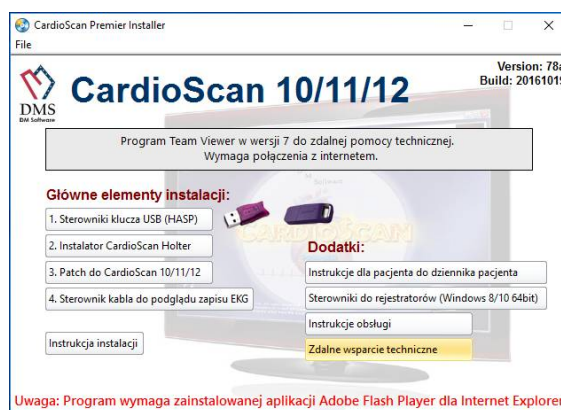 CardioScan Premier Installer
File
Version: 78a
Build: 20161019
DMS
DM Software
CardioScan 10/11/12
Program Team Viewer w wersji 7 do zdalnej pomocy technicznej.
Wymaga połączenia z internetem.
Główne elementy instalacji:
1. Sterowniki klucza USB (HASP)
2. Instalator CardioScan Holter
3. Patch do CardioScan 10/11/12
4. Sterownik kabla do podglądu zapisu EKG
Instrukcja instalacji
CARDIOSCAN
Dodatki:
Instrukcje dla pacjenta do dziennika pacjenta
Sterowniki do rejestratorów (Windows 8/10 64bit)
Instrukcje obsługi
Zdalne wsparcie techniczne
Uwaga: Program wymaga zainstalowanej aplikacji Adobe Flash Player dla Internet Explorer